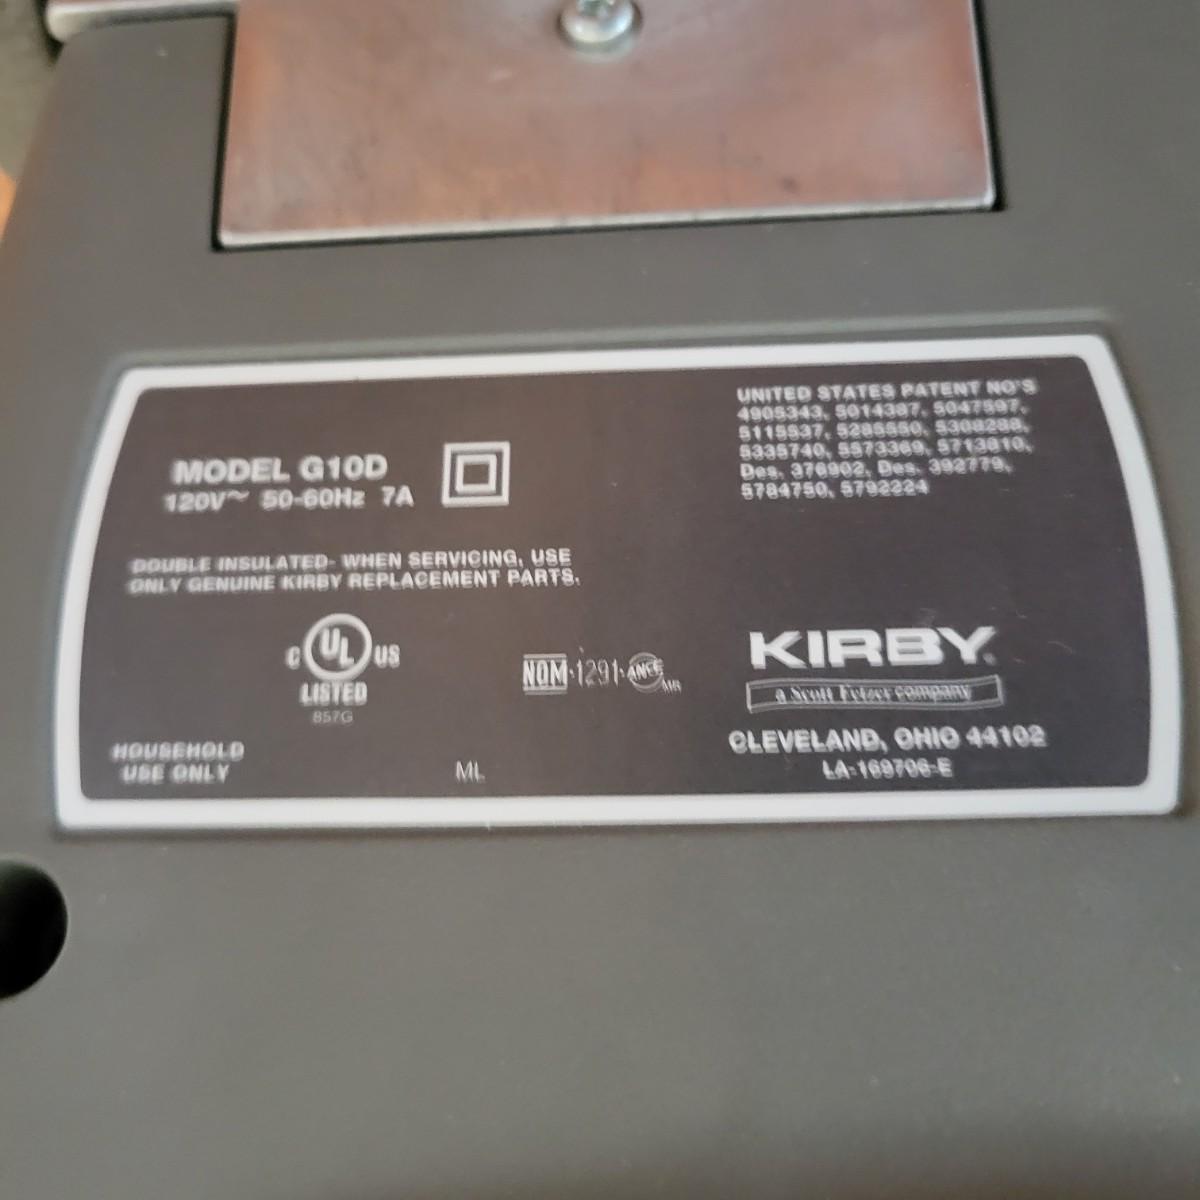 MODEL G10D
120V~ 50-60Hz 7A
UNITED STATES PATENT NO'S
4905343, 5014387, 5047597,
5115537, 5285550, 5308288,
5335740, 5573369, 5713810,
Des. 376902, Des. 392779,
5784750, 5792224
DOUBLE INSULATED- WHEN SERVICING, USE
ONLY GENUINE KIRBY REPLACEMENT PARTS.
C UL US
LISTED
857G
NOM-1291-ANCE
MR
KIRBY
a Scott Fetzer company
CLEVELAND, OHIO 44102
LA-169706-E
HOUSEHOLD
USE ONLY
ML